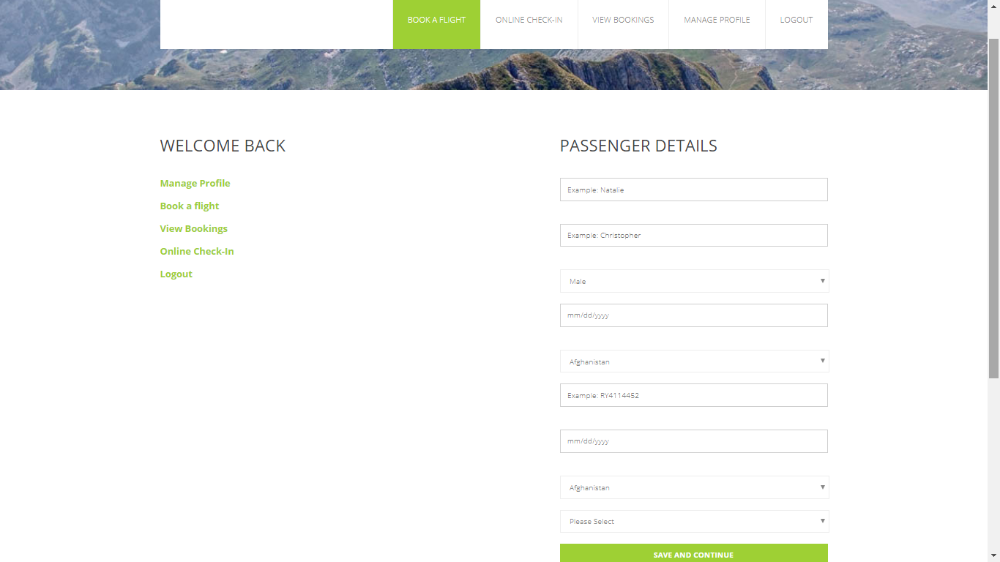 BOOK A FLIGHT
ONLINE CHECK-IN
VIEW BOOKINGS
MANAGE PROFILE
LOGOUT
WELCOME BACK
Manage Profile
Book a flight
View Bookings
Online Check-In
Logout
PASSENGER DETAILS
Example: Natalie
Example: Christopher
Male
mm/dd/yyyy
Afghanistan
Example: RY4114452
mm/dd/yyyy
Afghanistan
Please Select
SAVE AND CONTINUE